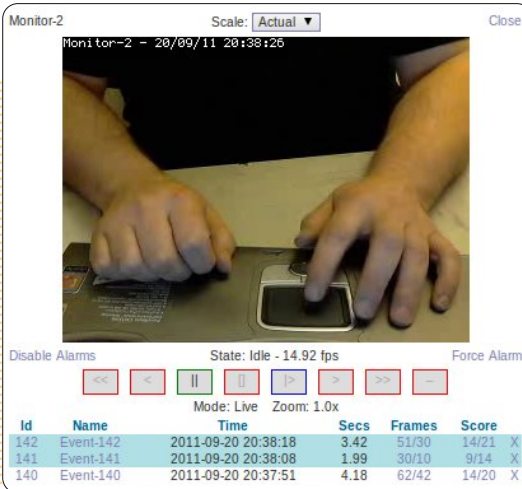 Monitor-2 Scale: Actual ▼ Close
Monitor-2 - 20/09/11 20:38:26
Disable Alarms State: Idle - 14.92 fps Force Alarm
<< < || [] |> > >> –
Mode: Live Zoom: 1.0x
Id Name Time Secs Frames Score
142 Event-142 2011-09-20 20:38:18 3.42 51/30 14/21 X
141 Event-141 2011-09-20 20:38:08 1.99 30/10 9/14 X
140 Event-140 2011-09-20 20:37:51 4.18 62/42 14/20 X